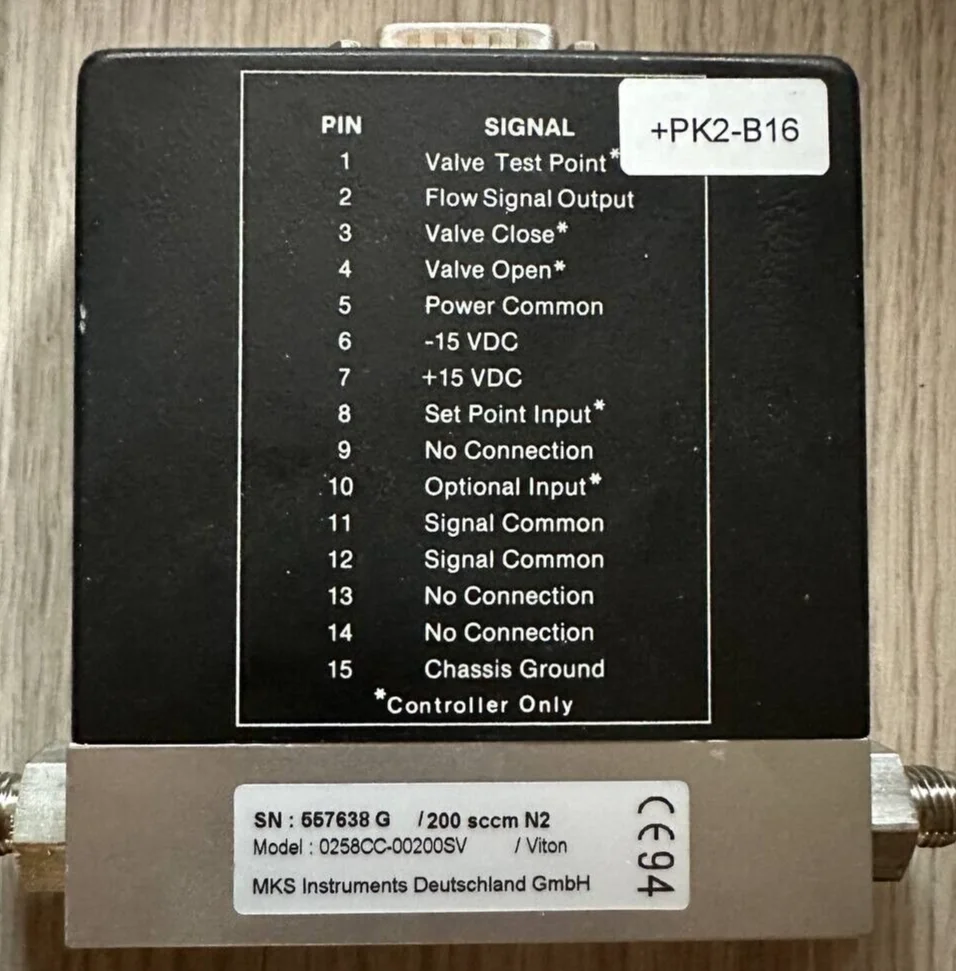 +PK2-B16
PIN SIGNAL
1 Valve Test Point*
2 Flow Signal Output
3 Valve Close*
4 Valve Open*
5 Power Common
6 -15 VDC
7 +15 VDC
8 Set Point Input*
9 No Connection
10 Optional Input*
11 Signal Common
12 Signal Common
13 No Connection
14 No Connection
15 Chassis Ground
*Controller Only
SN : 557638 G / 200 sccm N2
Model : 0258CC-00200SV / Viton
MKS Instruments Deutschland GmbH
CE94